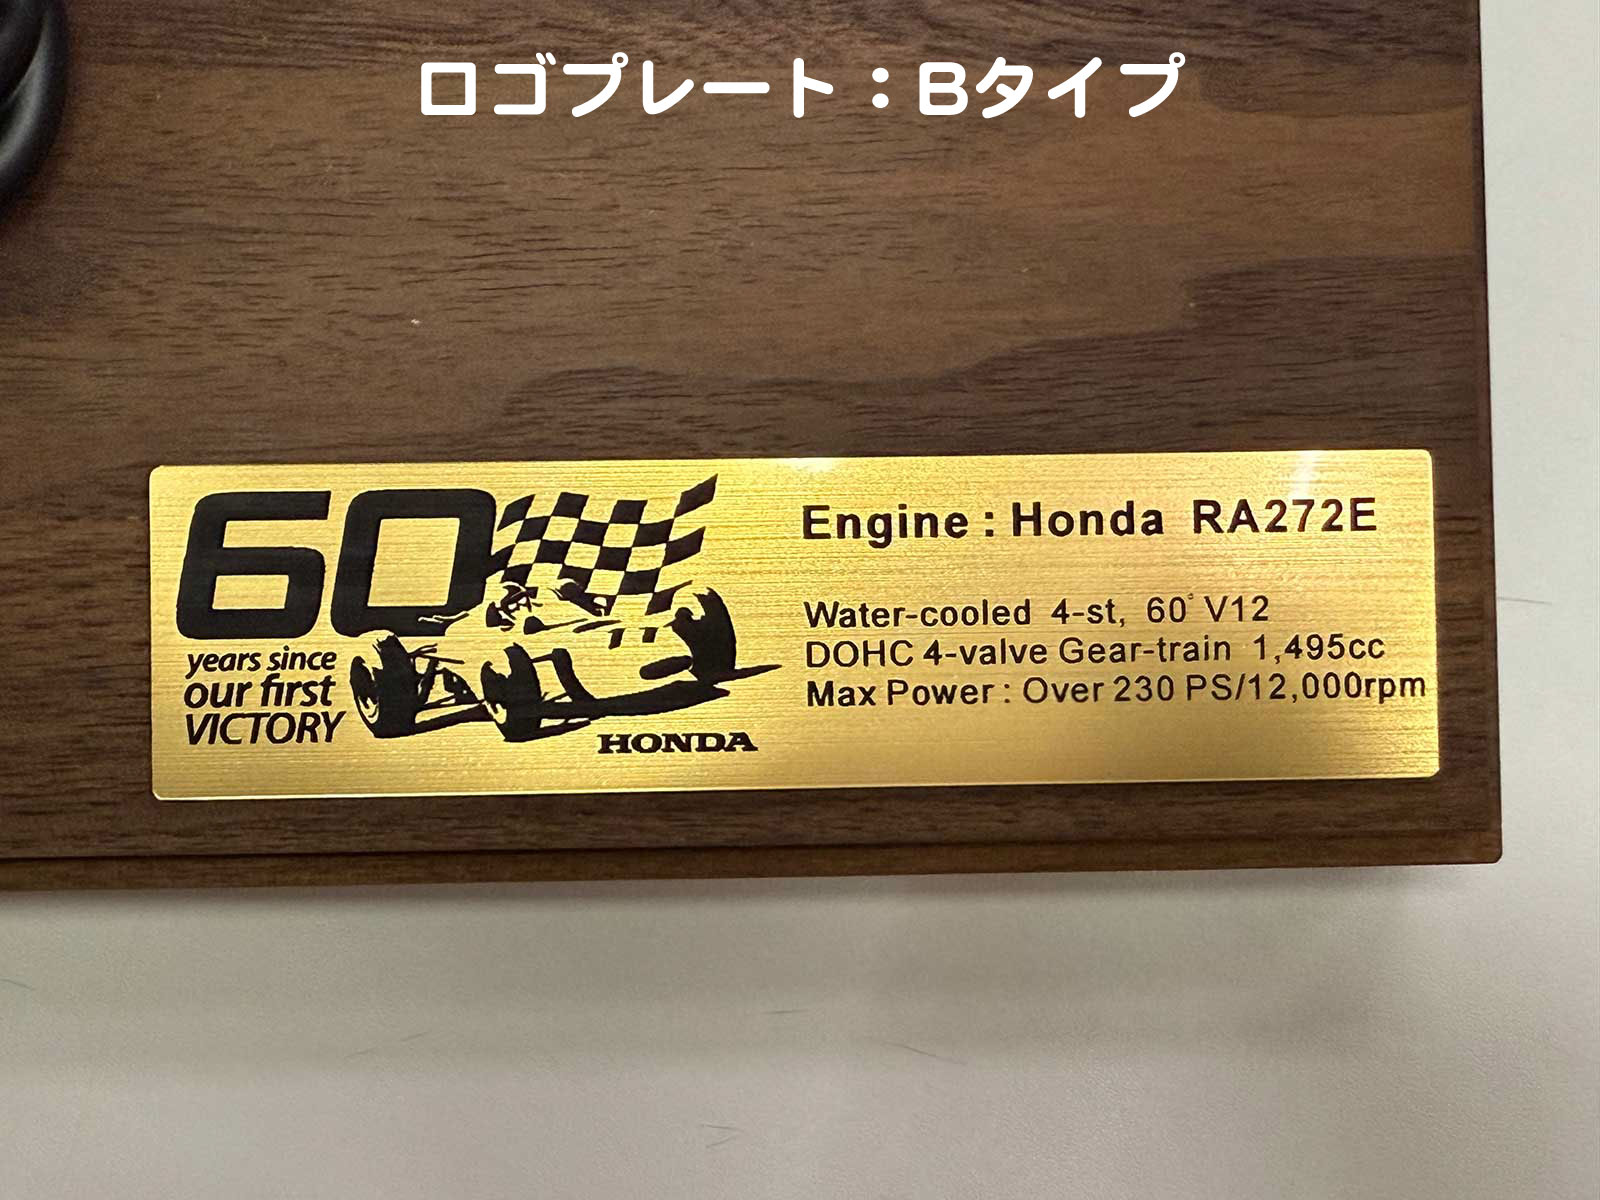 ロゴプレート：Bタイプ
60
years since
our first
VICTORY
HONDA
Engine : Honda RA272E
Water-cooled 4-st, 60° V12
DOHC 4-valve Gear-train 1,495cc
Max Power : Over 230 PS/12,000rpm